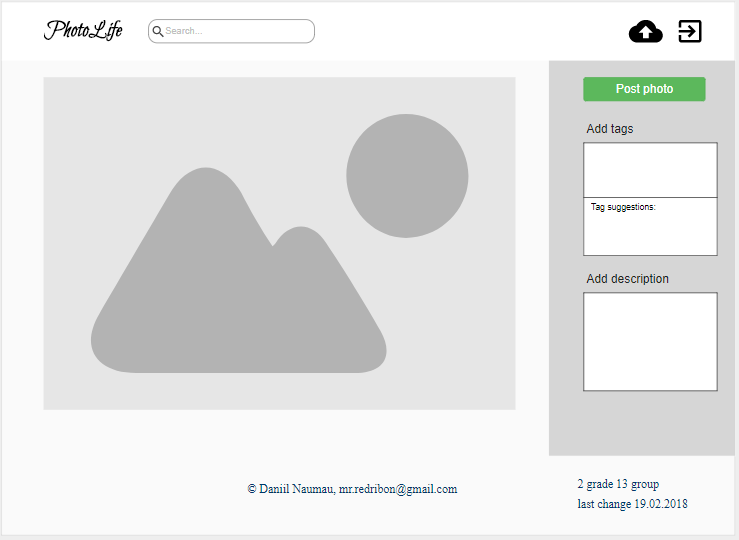 PhotoLife
Search...
Post photo
Add tags
Tag suggestions:
Add description
© Daniil Naumau, mr.redribon@gmail.com
2 grade 13 group
last change 19.02.2018